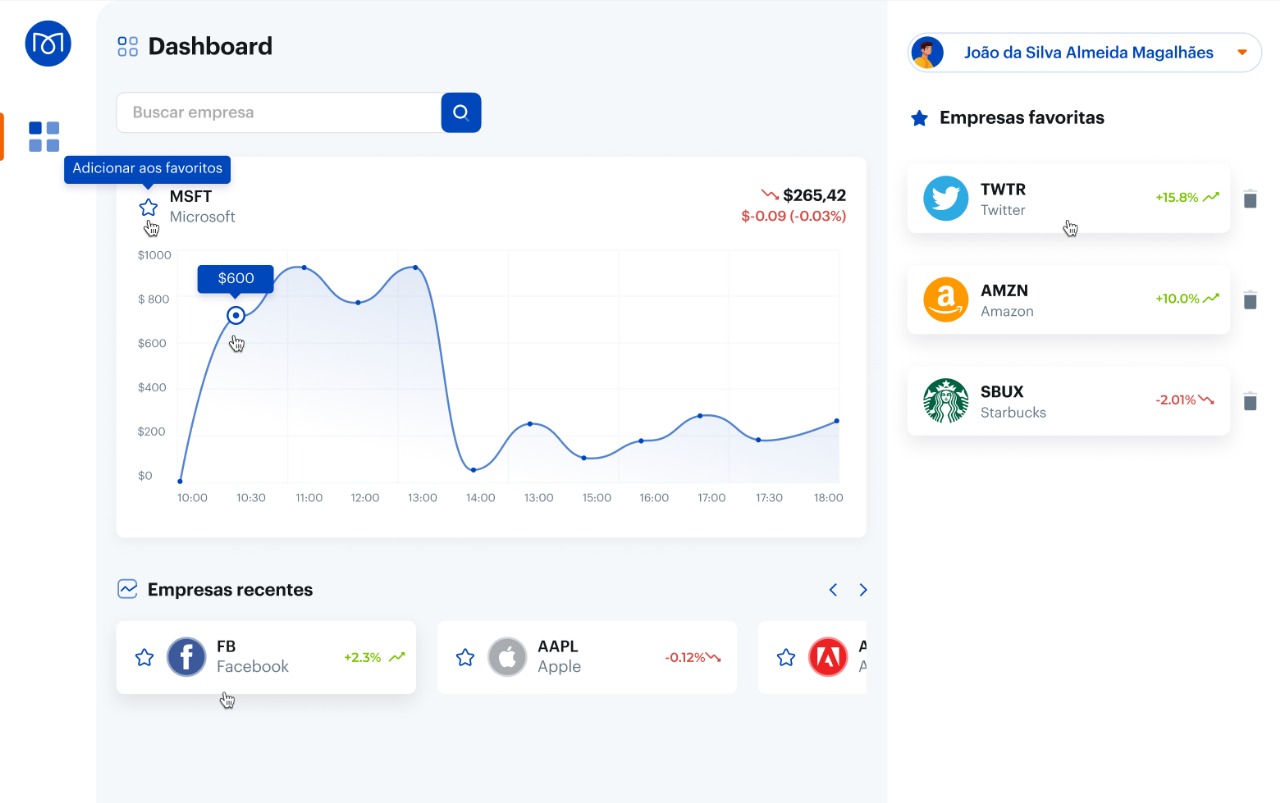 Dashboard
Buscar empresa
Adicionar aos favoritos
MSFT
Microsoft
$265,42
$-0.09 (-0.03%)
$1000
$ 800
$600
$400
$200
$0
$600
10:00 10:30 11:00 12:00 13:00 14:00 13:00 15:00 16:00 17:00 17:30 18:00
Empresas recentes
FB
Facebook
+2.3%
AAPL
Apple
-0.12%
A
A
João da Silva Almeida Magalhães
Empresas favoritas
TWTR
Twitter
+15.8%
AMZN
Amazon
+10.0%
SBUX
Starbucks
-2.01%